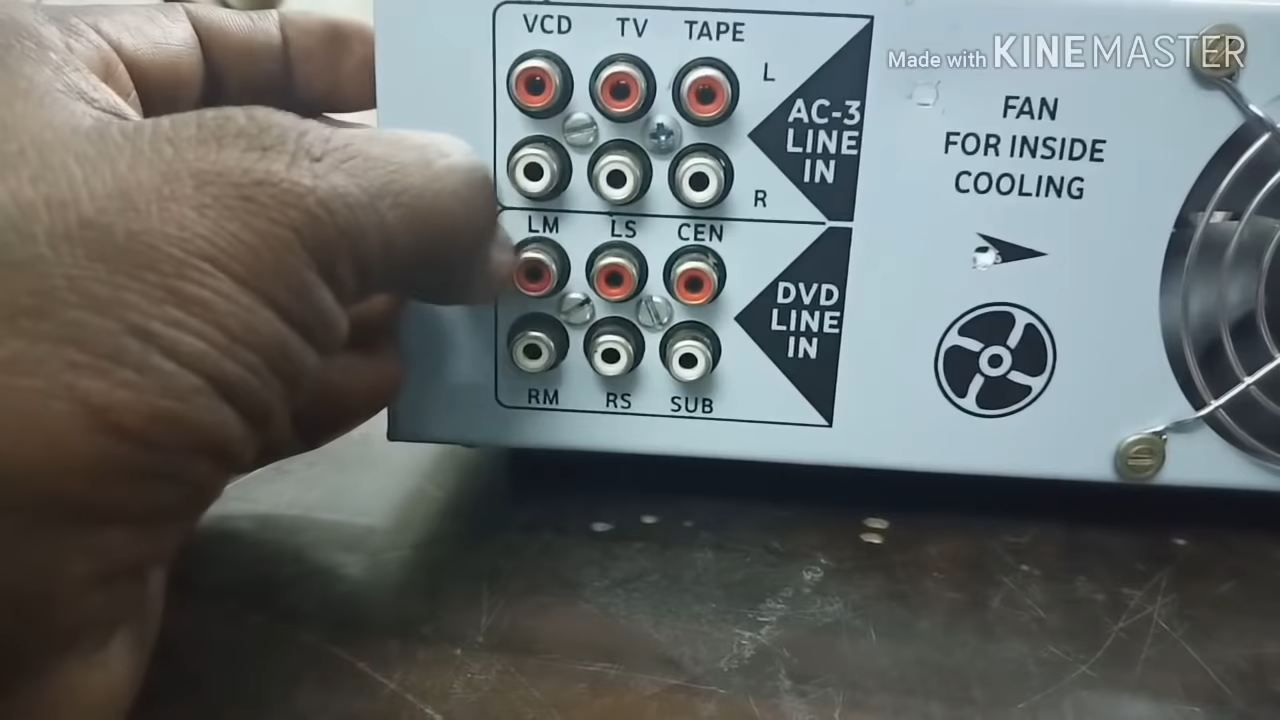 VCD TV TAPE
L
AC-3
LINE
IN
R
LM LS CEN
DVD
LINE
IN
RM RS SUB
Made with KINEMASTER
FAN
FOR INSIDE
COOLING